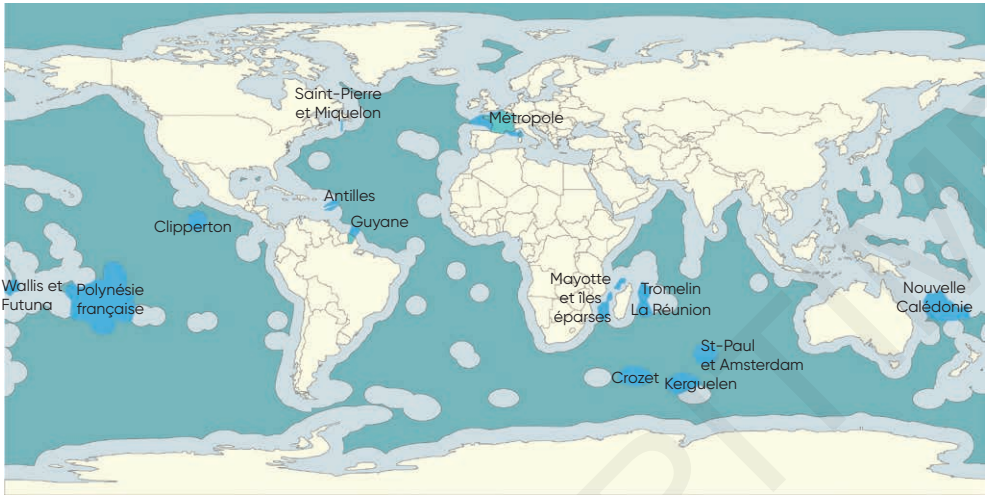 Saint-Pierre
et Miquelon
Métropole
Antilles
Clipperton
Guyane
Wallis et
Futuna
Polynésie
française
Mayotte
et îles
éparses
Tromelin
La Réunion
Nouvelle
Calédonie
St-Paul
et Amsterdam
Crozet
Kerguelen